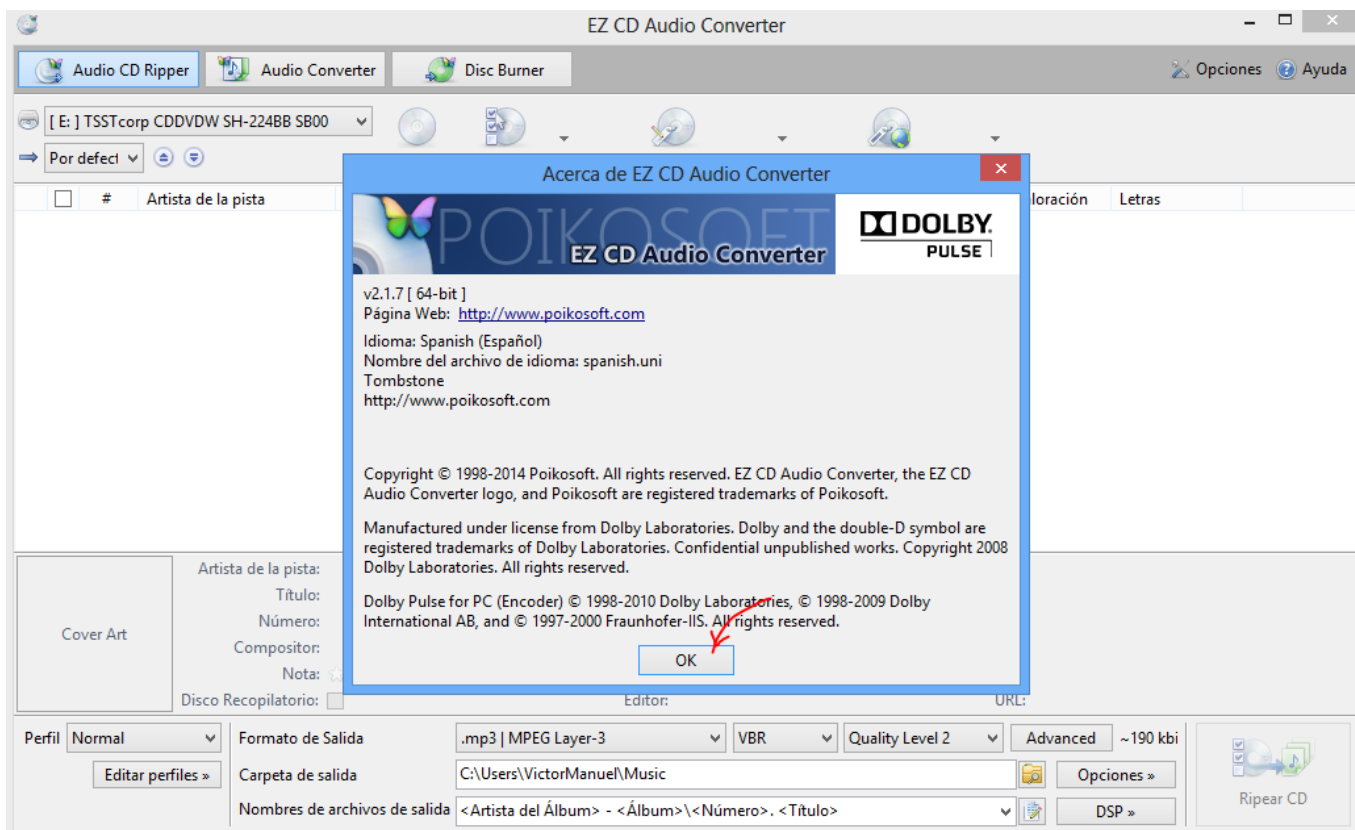 EZ CD Audio Converter
Audio CD Ripper
Audio Converter
Disc Burner
Opciones
Ayuda
[ E: ] TSSTcorp CDDVDW SH-224BB SB00
Por defect
# Artista de la pista
loración
Letras
Acerca de EZ CD Audio Converter
POIKOSOFT
EZ CD Audio Converter
DOLBY.
PULSE
v2.1.7 [ 64-bit ]
Página Web: http://www.poikosoft.com
Idioma: Spanish (Español)
Nombre del archivo de idioma: spanish.uni
Tombstone
http://www.poikosoft.com
Copyright © 1998-2014 Poikosoft. All rights reserved. EZ CD Audio Converter, the EZ CD
Audio Converter logo, and Poikosoft are registered trademarks of Poikosoft.
Manufactured under license from Dolby Laboratories. Dolby and the double-D symbol are
registered trademarks of Dolby Laboratories. Confidential unpublished works. Copyright 2008
Dolby Laboratories. All rights reserved.
Dolby Pulse for PC (Encoder) © 1998-2010 Dolby Laboratories, © 1998-2009 Dolby
International AB, and © 1997-2000 Fraunhofer-IIS. All rights reserved.
OK
Cover Art
Artista de la pista:
Título:
Número:
Compositor:
Nota:
Disco Recopilatorio:
Editor:
URL:
Perfil Normal
Editar perfiles »
Formato de Salida .mp3 | MPEG Layer-3 VBR Quality Level 2 Advanced ~190 kbi
Carpeta de salida C:\Users\VictorManuel\Music Opciones »
Nombres de archivos de salida <Artista del Álbum> - <Álbum>\<Número>. <Título> DSP »
Ripear CD